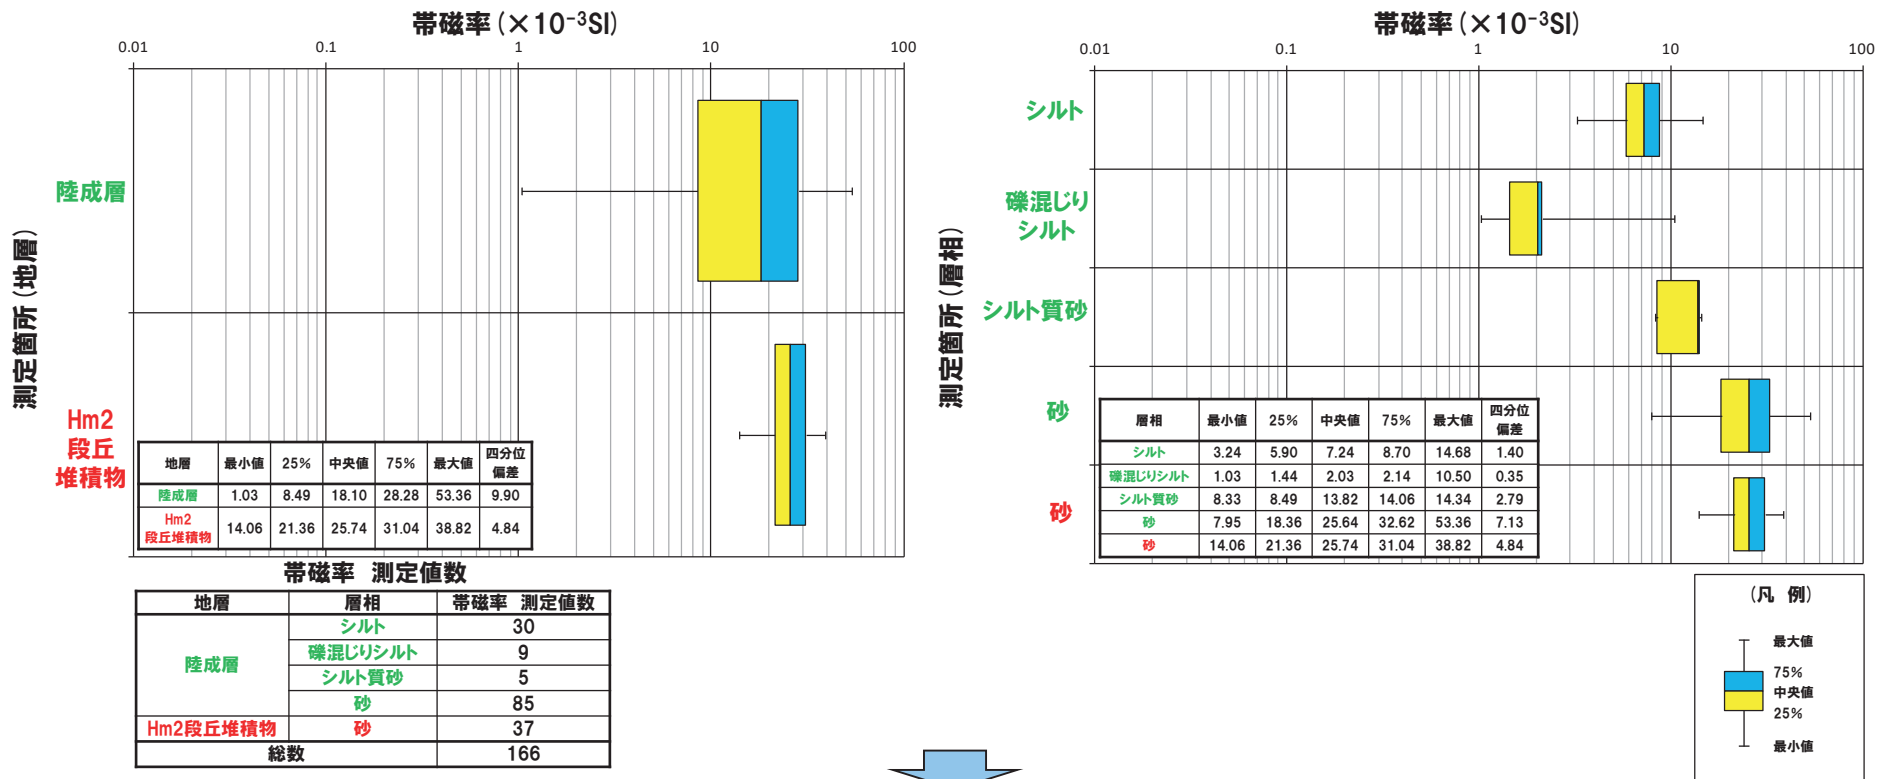 帯磁率(×10⁻³SI)
0.01 0.1 1 10 100
測定箇所(地層)
陸成層
Hm2
段丘
堆積物
地層 最小値 25% 中央値 75% 最大値 四分位偏差
陸成層 1.03 8.49 18.10 28.28 53.36 9.90
Hm2段丘堆積物 14.06 21.36 25.74 31.04 38.82 4.84
帯磁率 測定値数
地層 層相 帯磁率 測定値数
陸成層 シルト 30
礫混じりシルト 9
シルト質砂 5
砂 85
Hm2段丘堆積物 砂 37
総数 166
帯磁率(×10⁻³SI)
0.01 0.1 1 10 100
測定箇所(層相)
シルト
礫混じり
シルト
シルト質砂
砂
砂
層相 最小値 25% 中央値 75% 最大値 四分位偏差
シルト 3.24 5.90 7.24 8.70 14.68 1.40
礫混じりシルト 1.03 1.44 2.03 2.14 10.50 0.35
シルト質砂 8.33 8.49 13.82 14.06 14.34 2.79
砂 7.95 18.36 25.64 32.62 53.36 7.13
砂 14.06 21.36 25.74 31.04 38.82 4.84
(凡 例)
最大値
75%
中央値
25%
最小値